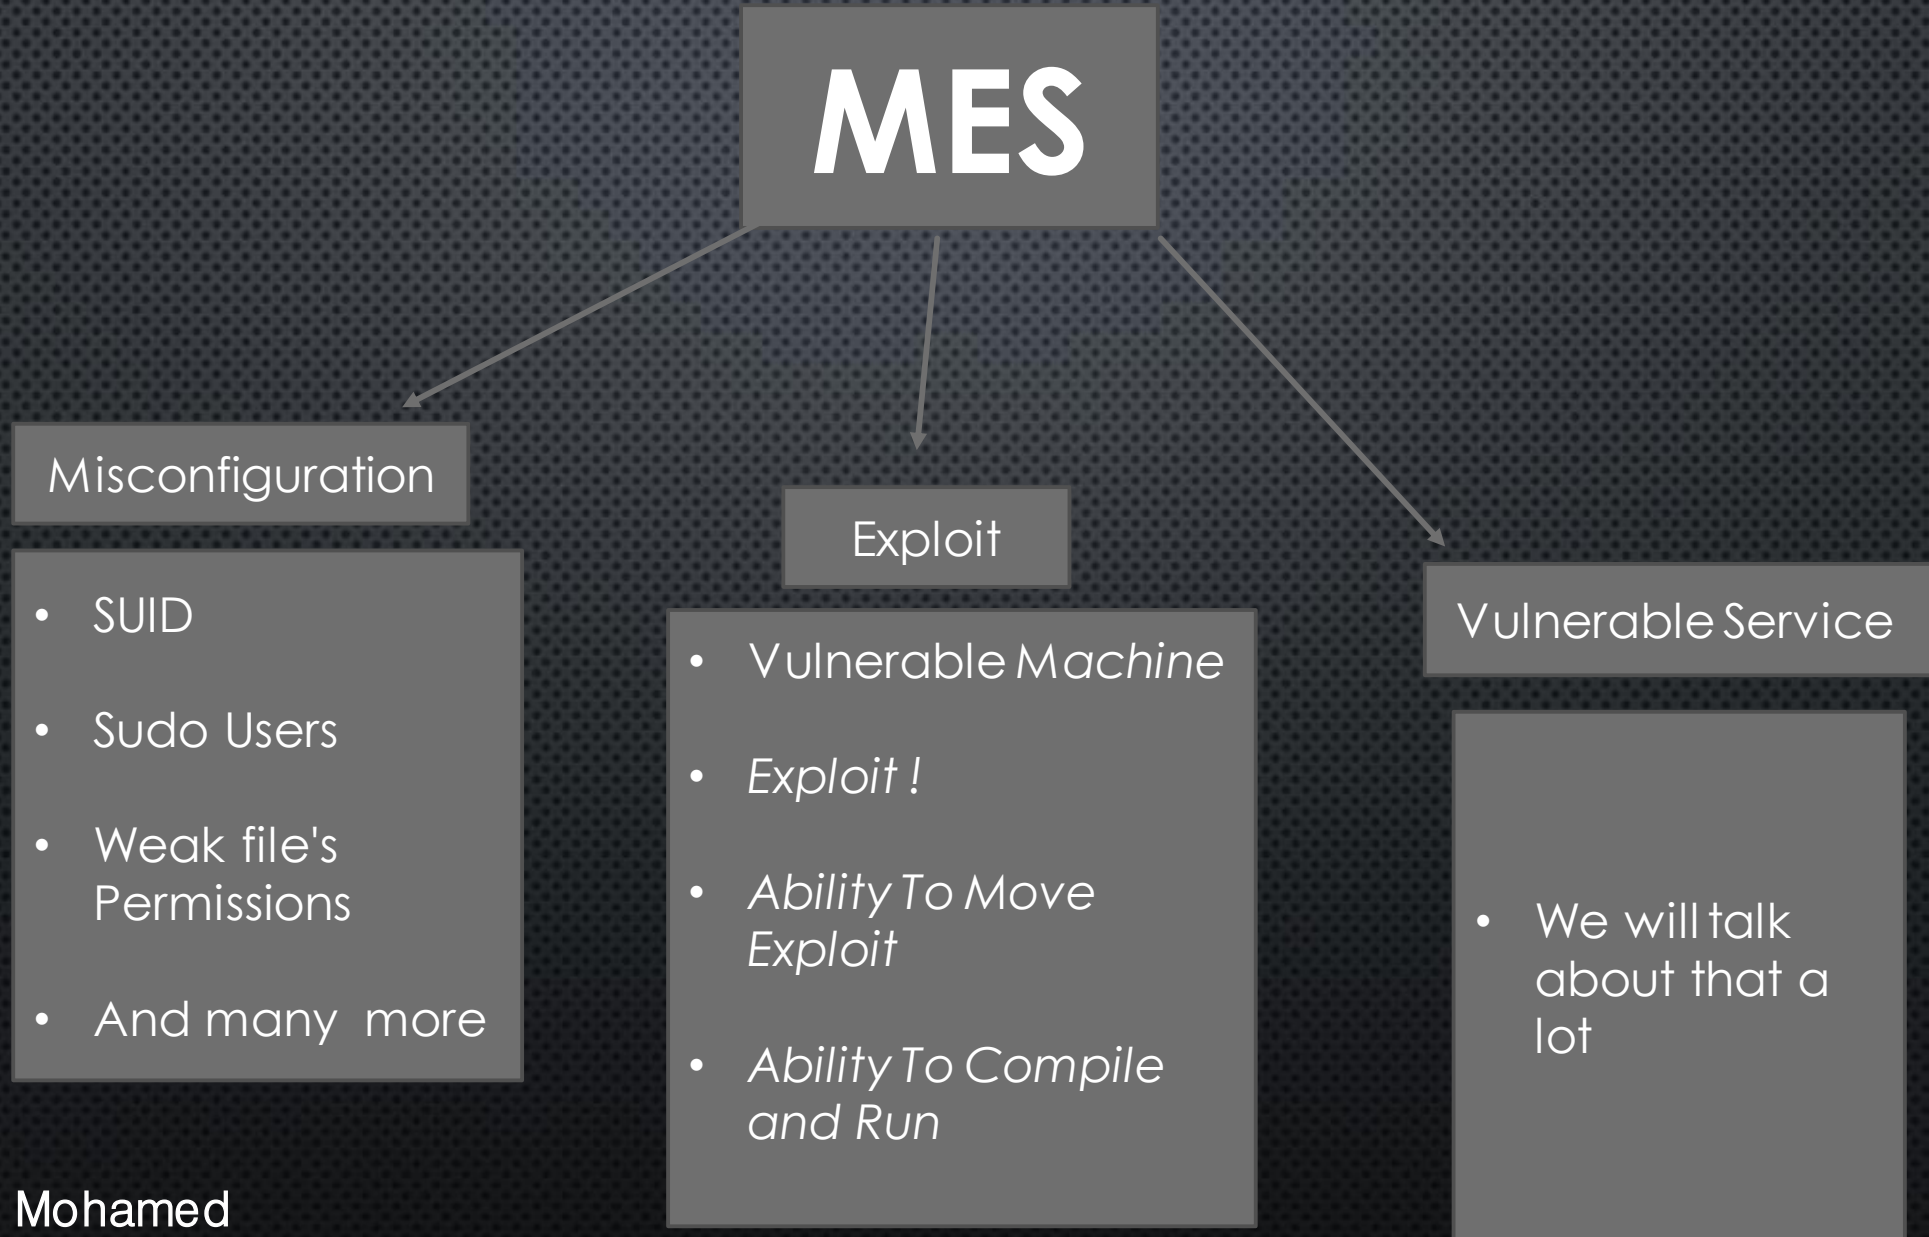 MES
Misconfiguration
• SUID
• Sudo Users
• Weak file's
Permissions
• And many more
Exploit
• Vulnerable Machine
• Exploit !
• Ability To Move
Exploit
• Ability To Compile
and Run
Vulnerable Service
• We will talk
about that a
lot
Mohamed